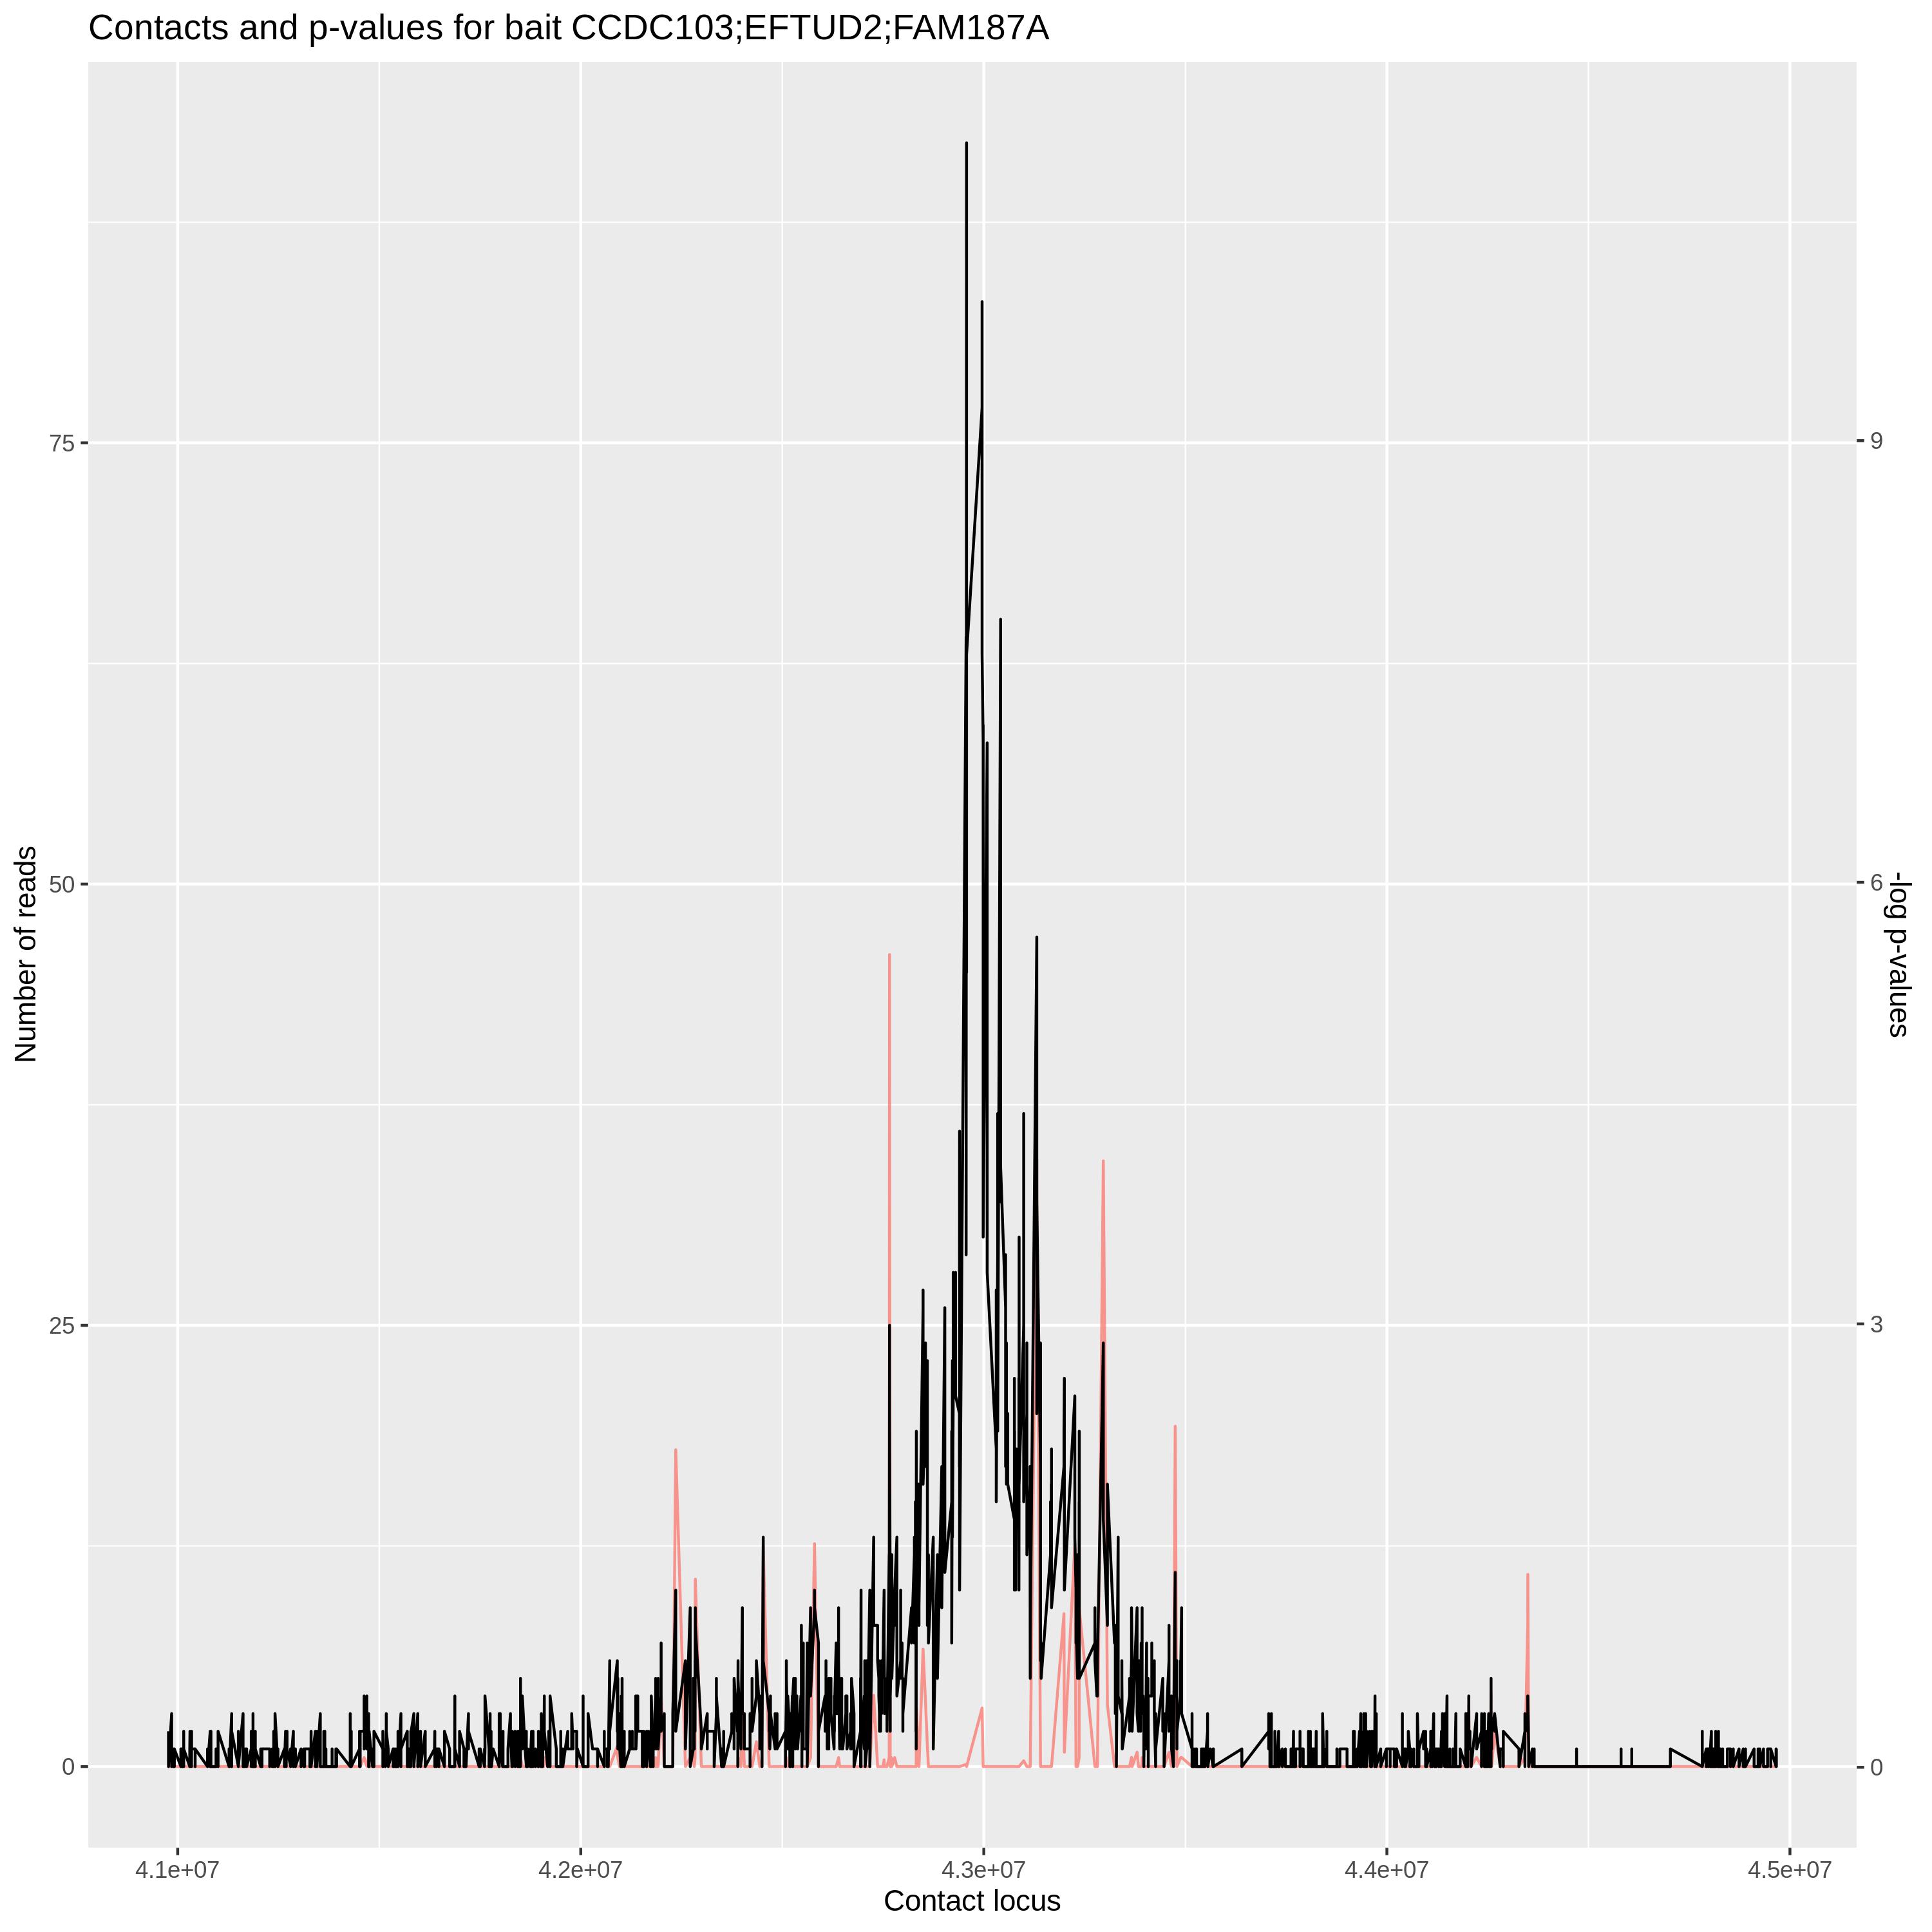 Contacts and p-values for bait CCDC103;EFTUD2;FAM187A
75
50
25
0
Number of reads
9
6
3
0
-log p-values
4.1e+07
4.2e+07
4.3e+07
4.4e+07
4.5e+07
Contact locus